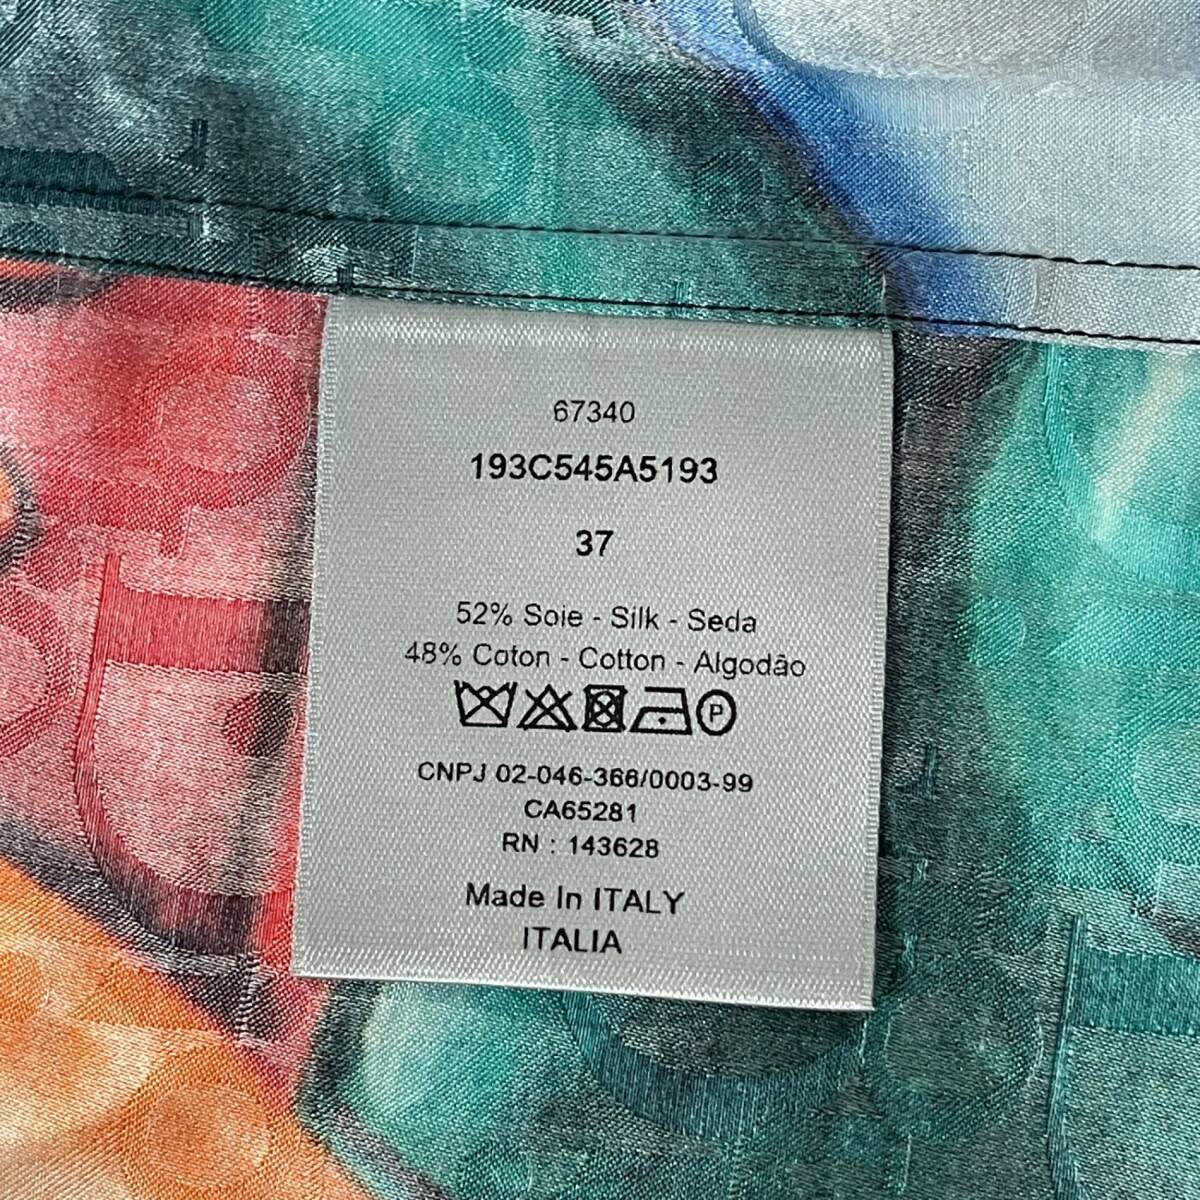 67340
193C545A5193
37
52% Soie - Silk - Seda
48% Coton - Cotton - Algodão
P
CNPJ 02-046-366/0003-99
CA65281
RN : 143628
Made In ITALY
ITALIA